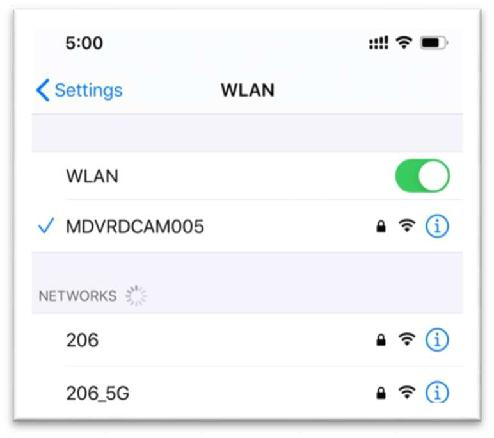 5:00
Settings
WLAN
WLAN
MDVRDCAM005
NETWORKS
206
206_5G